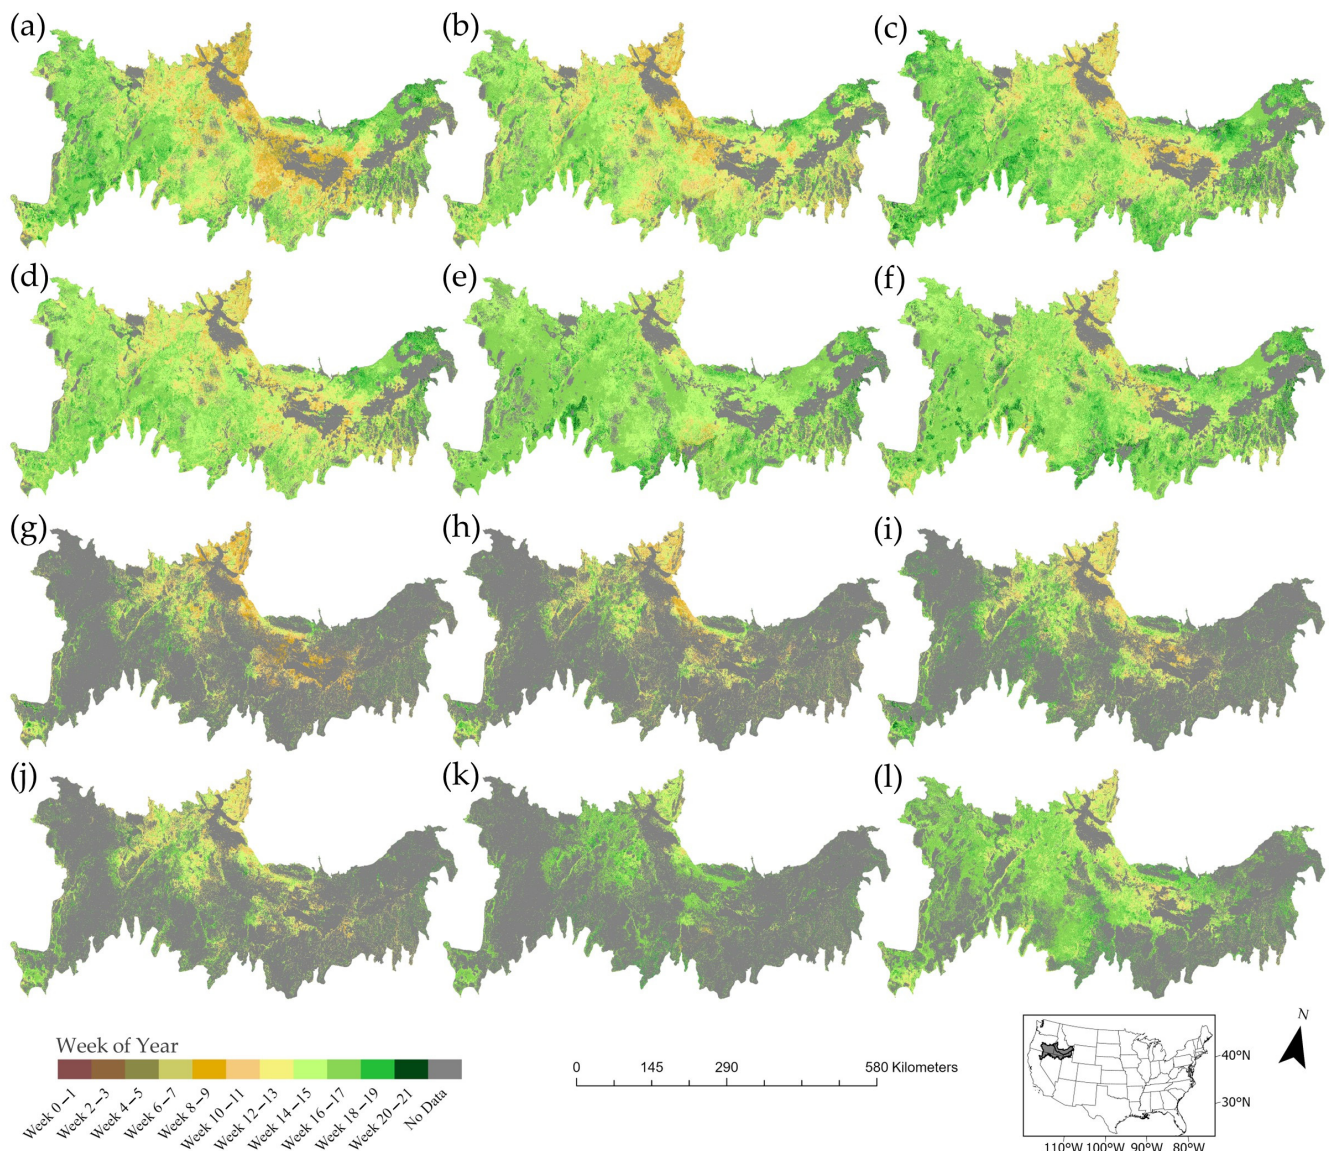 (a)
(b)
(c)
(d)
(e)
(f)
(g)
(h)
(i)
(j)
(k)
(l)
Week of Year
Week 0–1
Week 2–3
Week 4–5
Week 6–7
Week 8–9
Week 10–11
Week 12–13
Week 14–15
Week 16–17
Week 18–19
Week 20–21
No Data
0 145 290 580 Kilometers
N
40°N
30°N
110°W 100°W 90°W 80°W